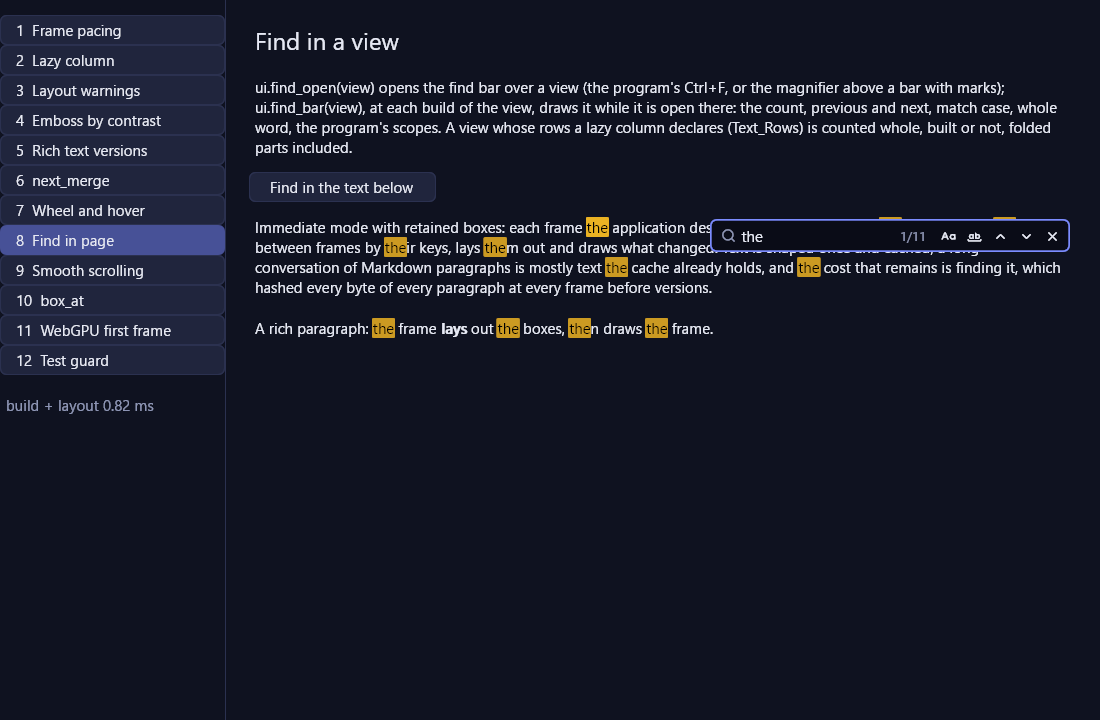 1 Frame pacing
2 Lazy column
3 Layout warnings
4 Emboss by contrast
5 Rich text versions
6 next_merge
7 Wheel and hover
8 Find in page
9 Smooth scrolling
10 box_at
11 WebGPU first frame
12 Test guard
build + layout 0.82 ms
Find in a view
ui.find_open(view) opens the find bar over a view (the program's Ctrl+F, or the magnifier above a bar with marks);
ui.find_bar(view), at each build of the view, draws it while it is open there: the count, previous and next, match case, whole
word, the program's scopes. A view whose rows a lazy column declares (Text_Rows) is counted whole, built or not, folded
parts included.
Find in the text below
Immediate mode with retained boxes: each frame the application des
the 1/11 Aa ab
between frames by their keys, lays them out and draws what changed.
conversation of Markdown paragraphs is mostly text the cache already holds, and the cost that remains is finding it, which
hashed every byte of every paragraph at every frame before versions.
A rich paragraph: the frame lays out the boxes, then draws the frame.